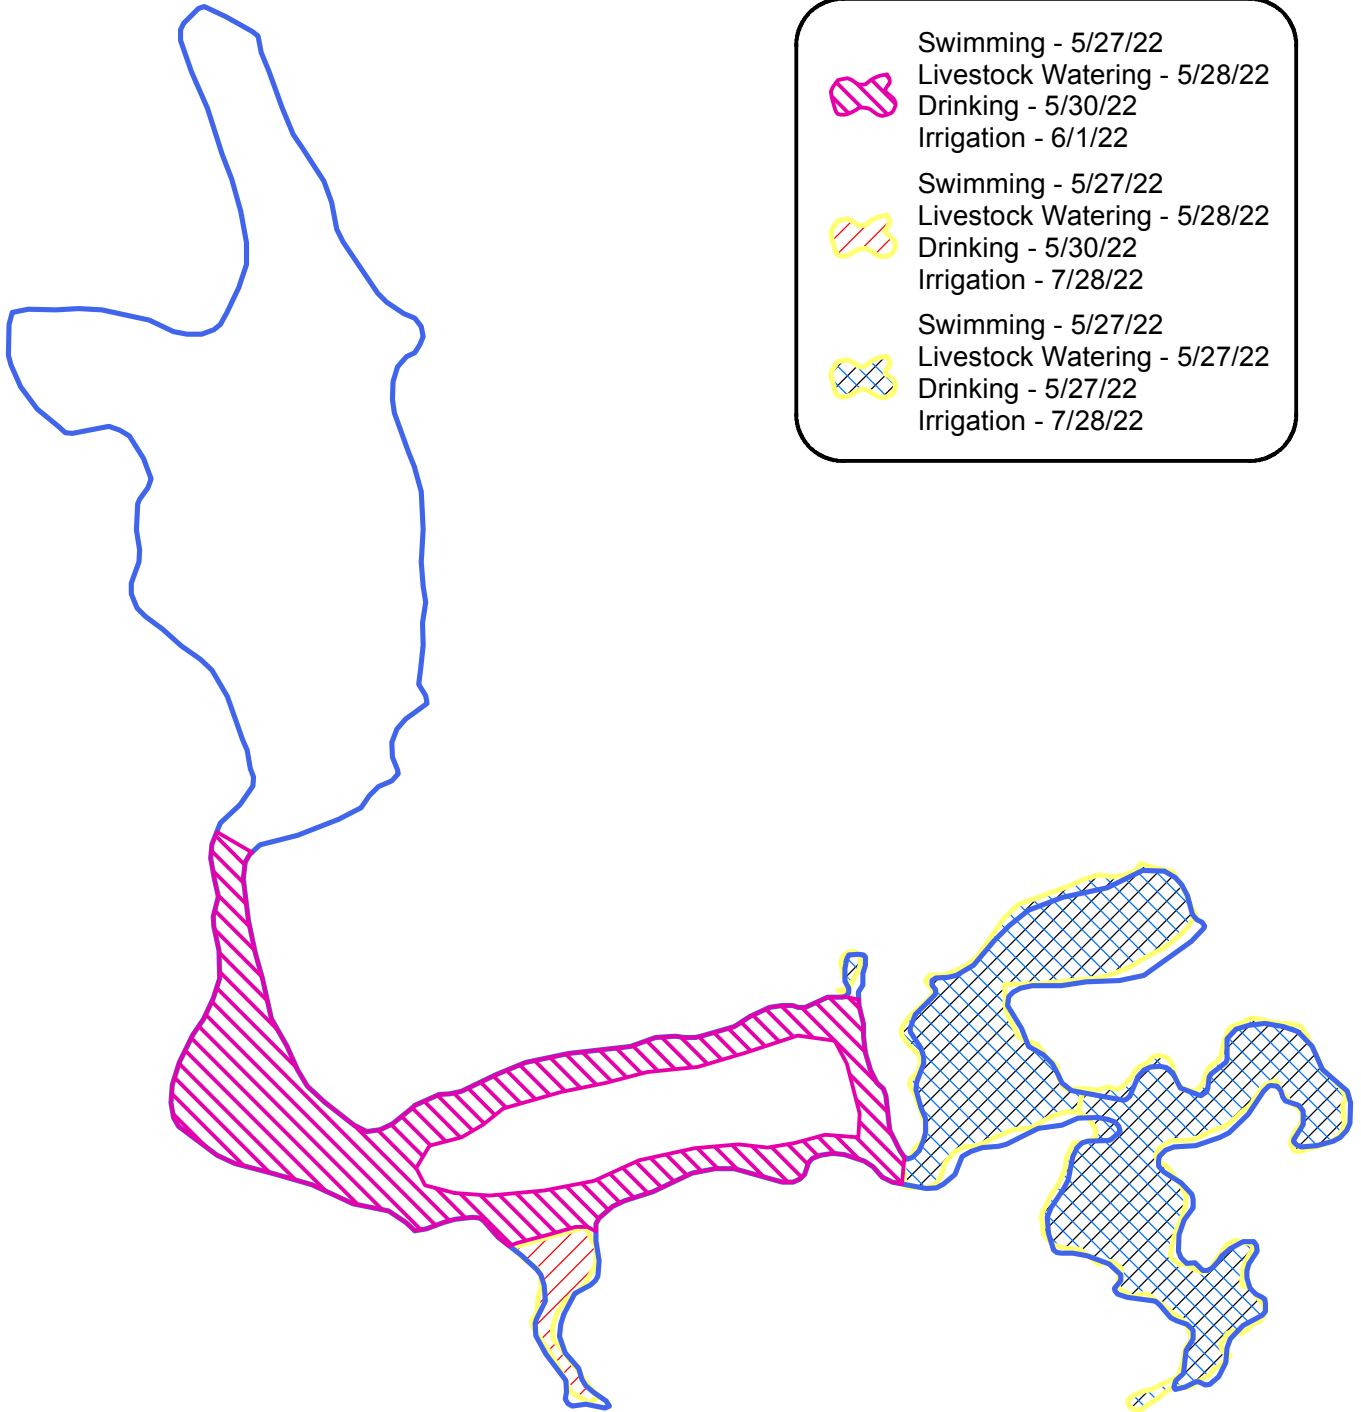 Swimming - 5/27/22
Livestock Watering - 5/28/22
Drinking - 5/30/22
Irrigation - 6/1/22
Swimming - 5/27/22
Livestock Watering - 5/28/22
Drinking - 5/30/22
Irrigation - 7/28/22
Swimming - 5/27/22
Livestock Watering - 5/27/22
Drinking - 5/27/22
Irrigation - 7/28/22